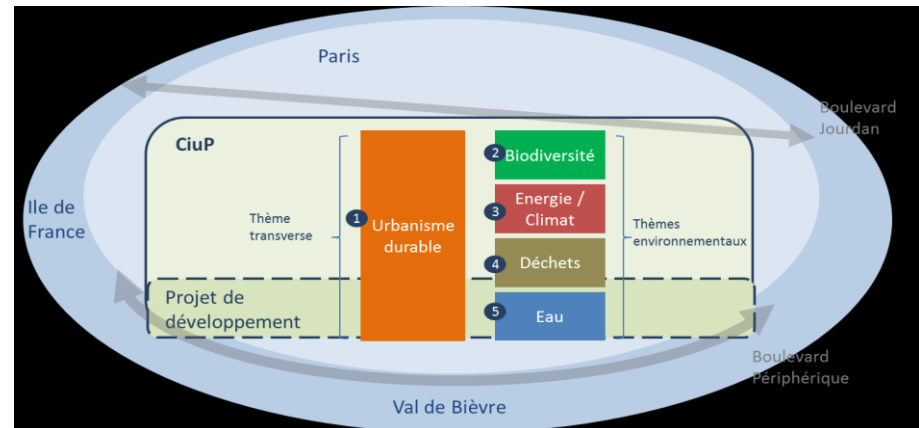 Paris
Boulevard
Jourdan
CiuP
2 Biodiversité
Ile de
France
Thème
transverse
1 Urbanisme
durable
3 Energie /
Climat
Thèmes
environnementaux
4 Déchets
Projet de
développement
5 Eau
Boulevard
Périphérique
Val de Bièvre